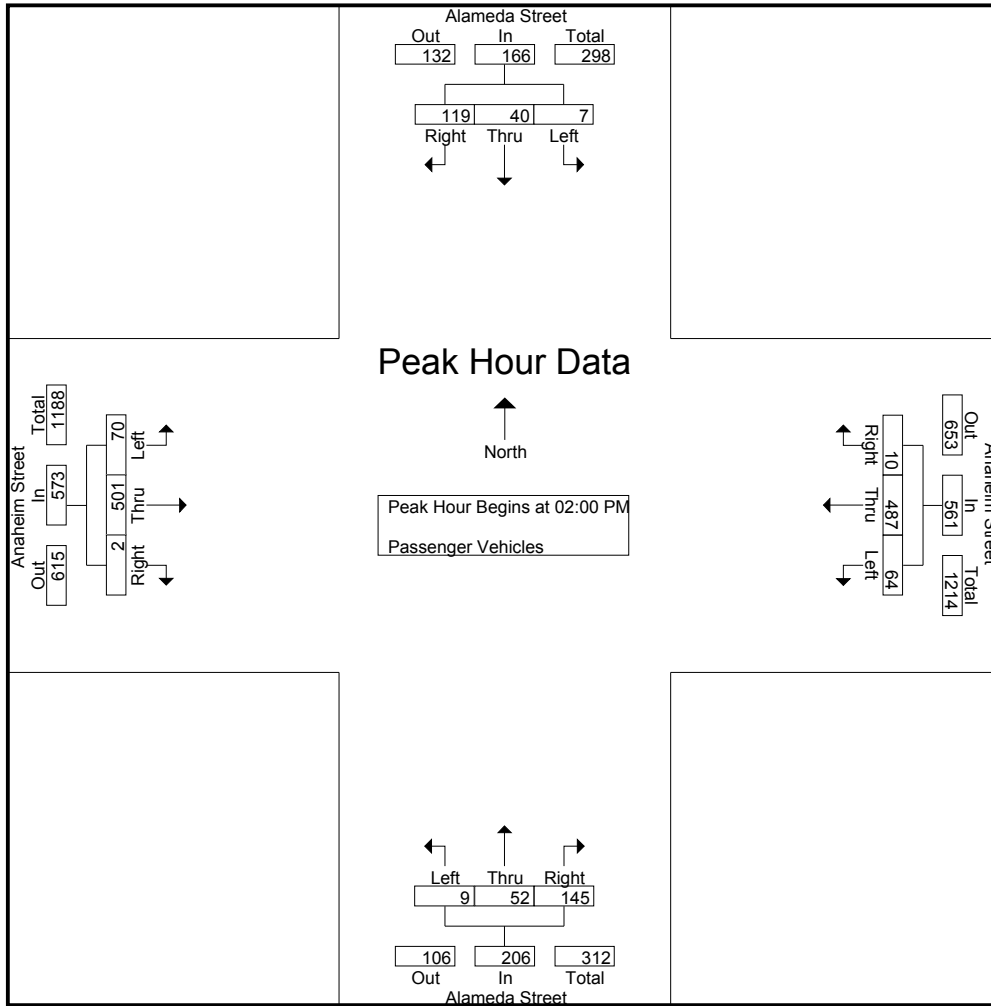 Alameda Street
Out In Total
132 166 298
119 40 7
Right Thru Left
Peak Hour Data
North
Peak Hour Begins at 02:00 PM
Passenger Vehicles
Anaheim Street
Total In Out
1188 573 615
70 501 2
Left Thru Right
Anaheim Street
Out In Total
653 561 1214
10 487 64
Right Thru Left
Left Thru Right
9 52 145
106 206 312
Out In Total
Alameda Street